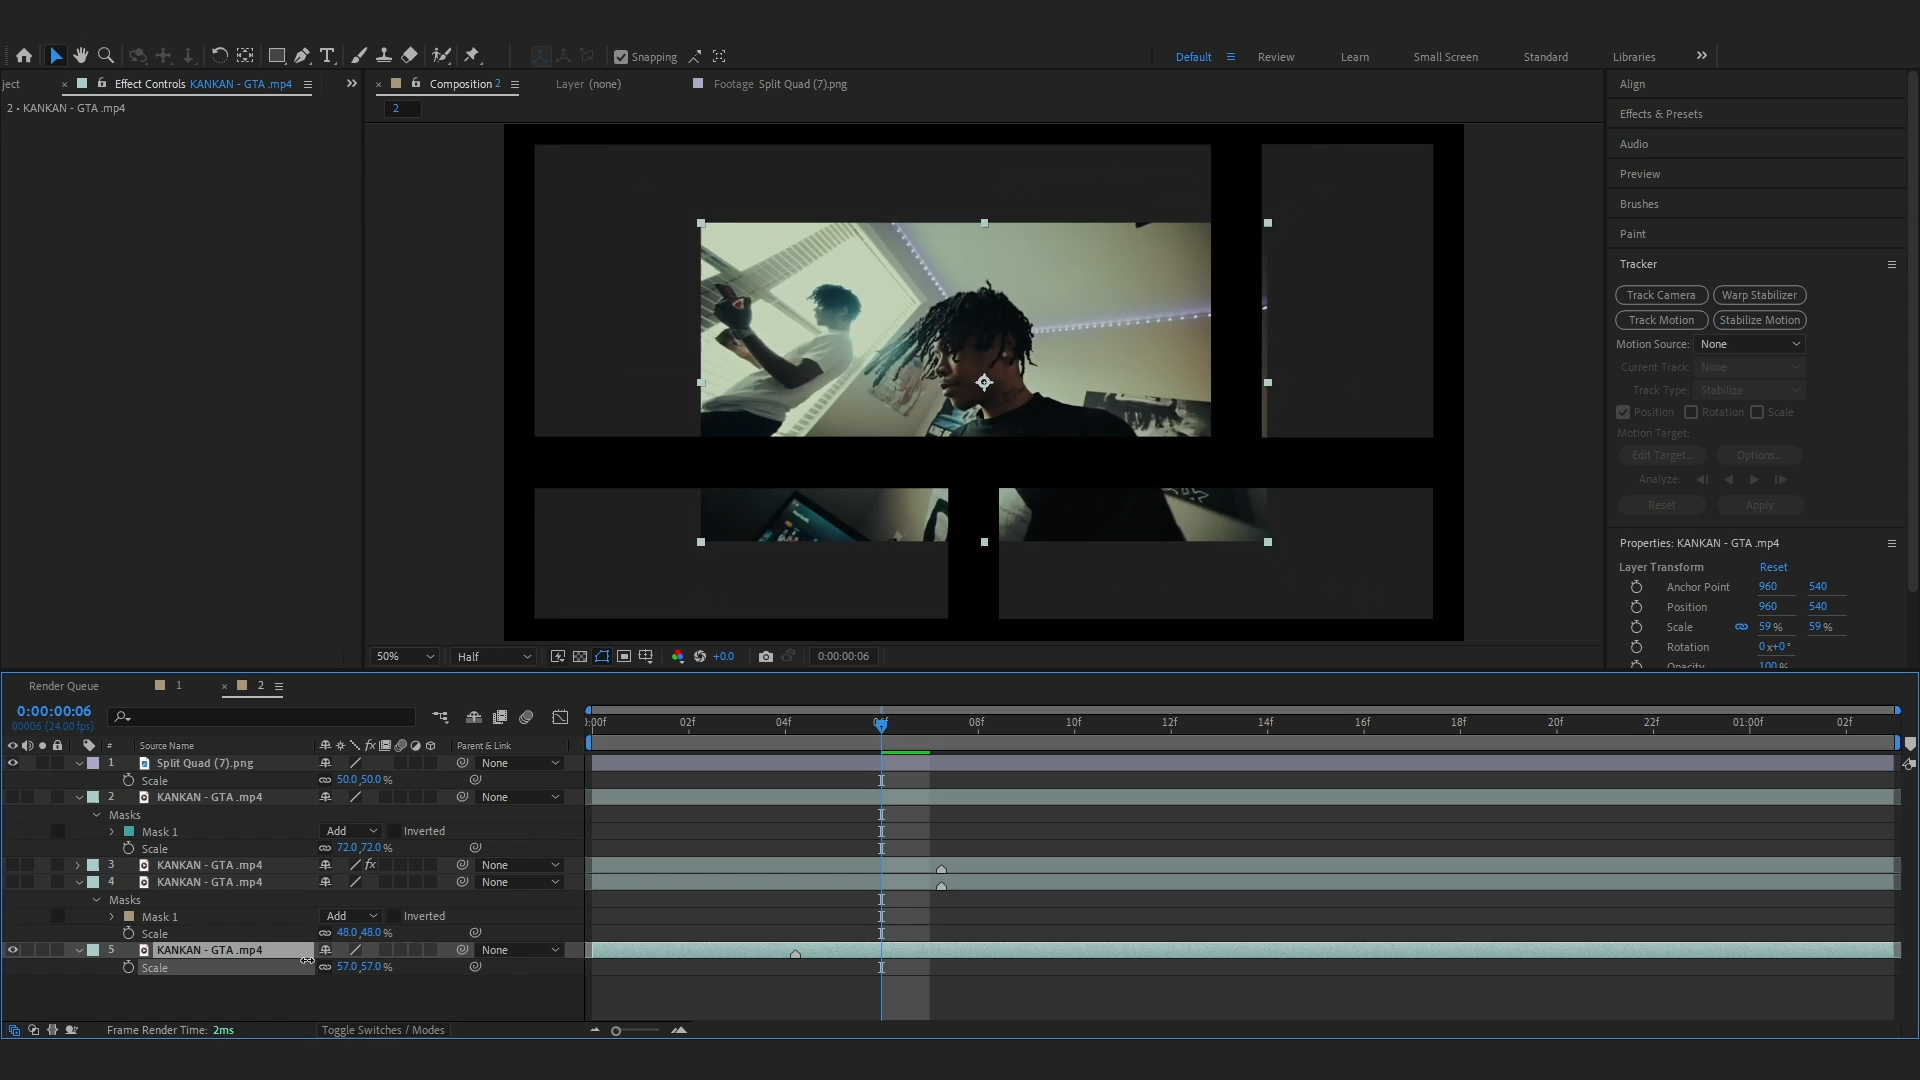 Snapping
Default
Review
Learn
Small Screen
Standard
Libraries
ject
Effect Controls KANKAN - GTA .mp4
Composition 2
Layer (none)
Footage Split Quad (7).png
2 • KANKAN - GTA .mp4
2
Align
Effects & Presets
Audio
Preview
Brushes
Paint
Tracker
Track Camera
Warp Stabilizer
Track Motion
Stabilize Motion
Motion Source: None
Current Track: None
Track Type: Stabilize
Position Rotation Scale
Motion Target:
Edit Target...
Options...
Analyze:
Reset
Apply
Properties: KANKAN - GTA .mp4
Layer Transform Reset
Anchor Point 960 540
Position 960 540
Scale 59 % 59 %
Rotation 0x+0°
Opacity 100 %
50%
Half
+0.0
0:00:00:06
Render Queue
1
2
0:00:00:06
00006 (24.00 fps)
:00f 02f 04f 06f 08f 10f 12f 14f 16f 18f 20f 22f 01:00f 02f
# Source Name fx Parent & Link
1 Split Quad (7).png None
Scale 50.0,50.0 %
2 KANKAN - GTA .mp4 None
Masks
Mask 1 Add Inverted
Scale 72.0,72.0 %
3 KANKAN - GTA .mp4 fx None
4 KANKAN - GTA .mp4 None
Masks
Mask 1 Add Inverted
Scale 48.0,48.0 %
5 KANKAN - GTA .mp4 None
Scale 57.0,57.0 %
Frame Render Time: 2ms
Toggle Switches / Modes